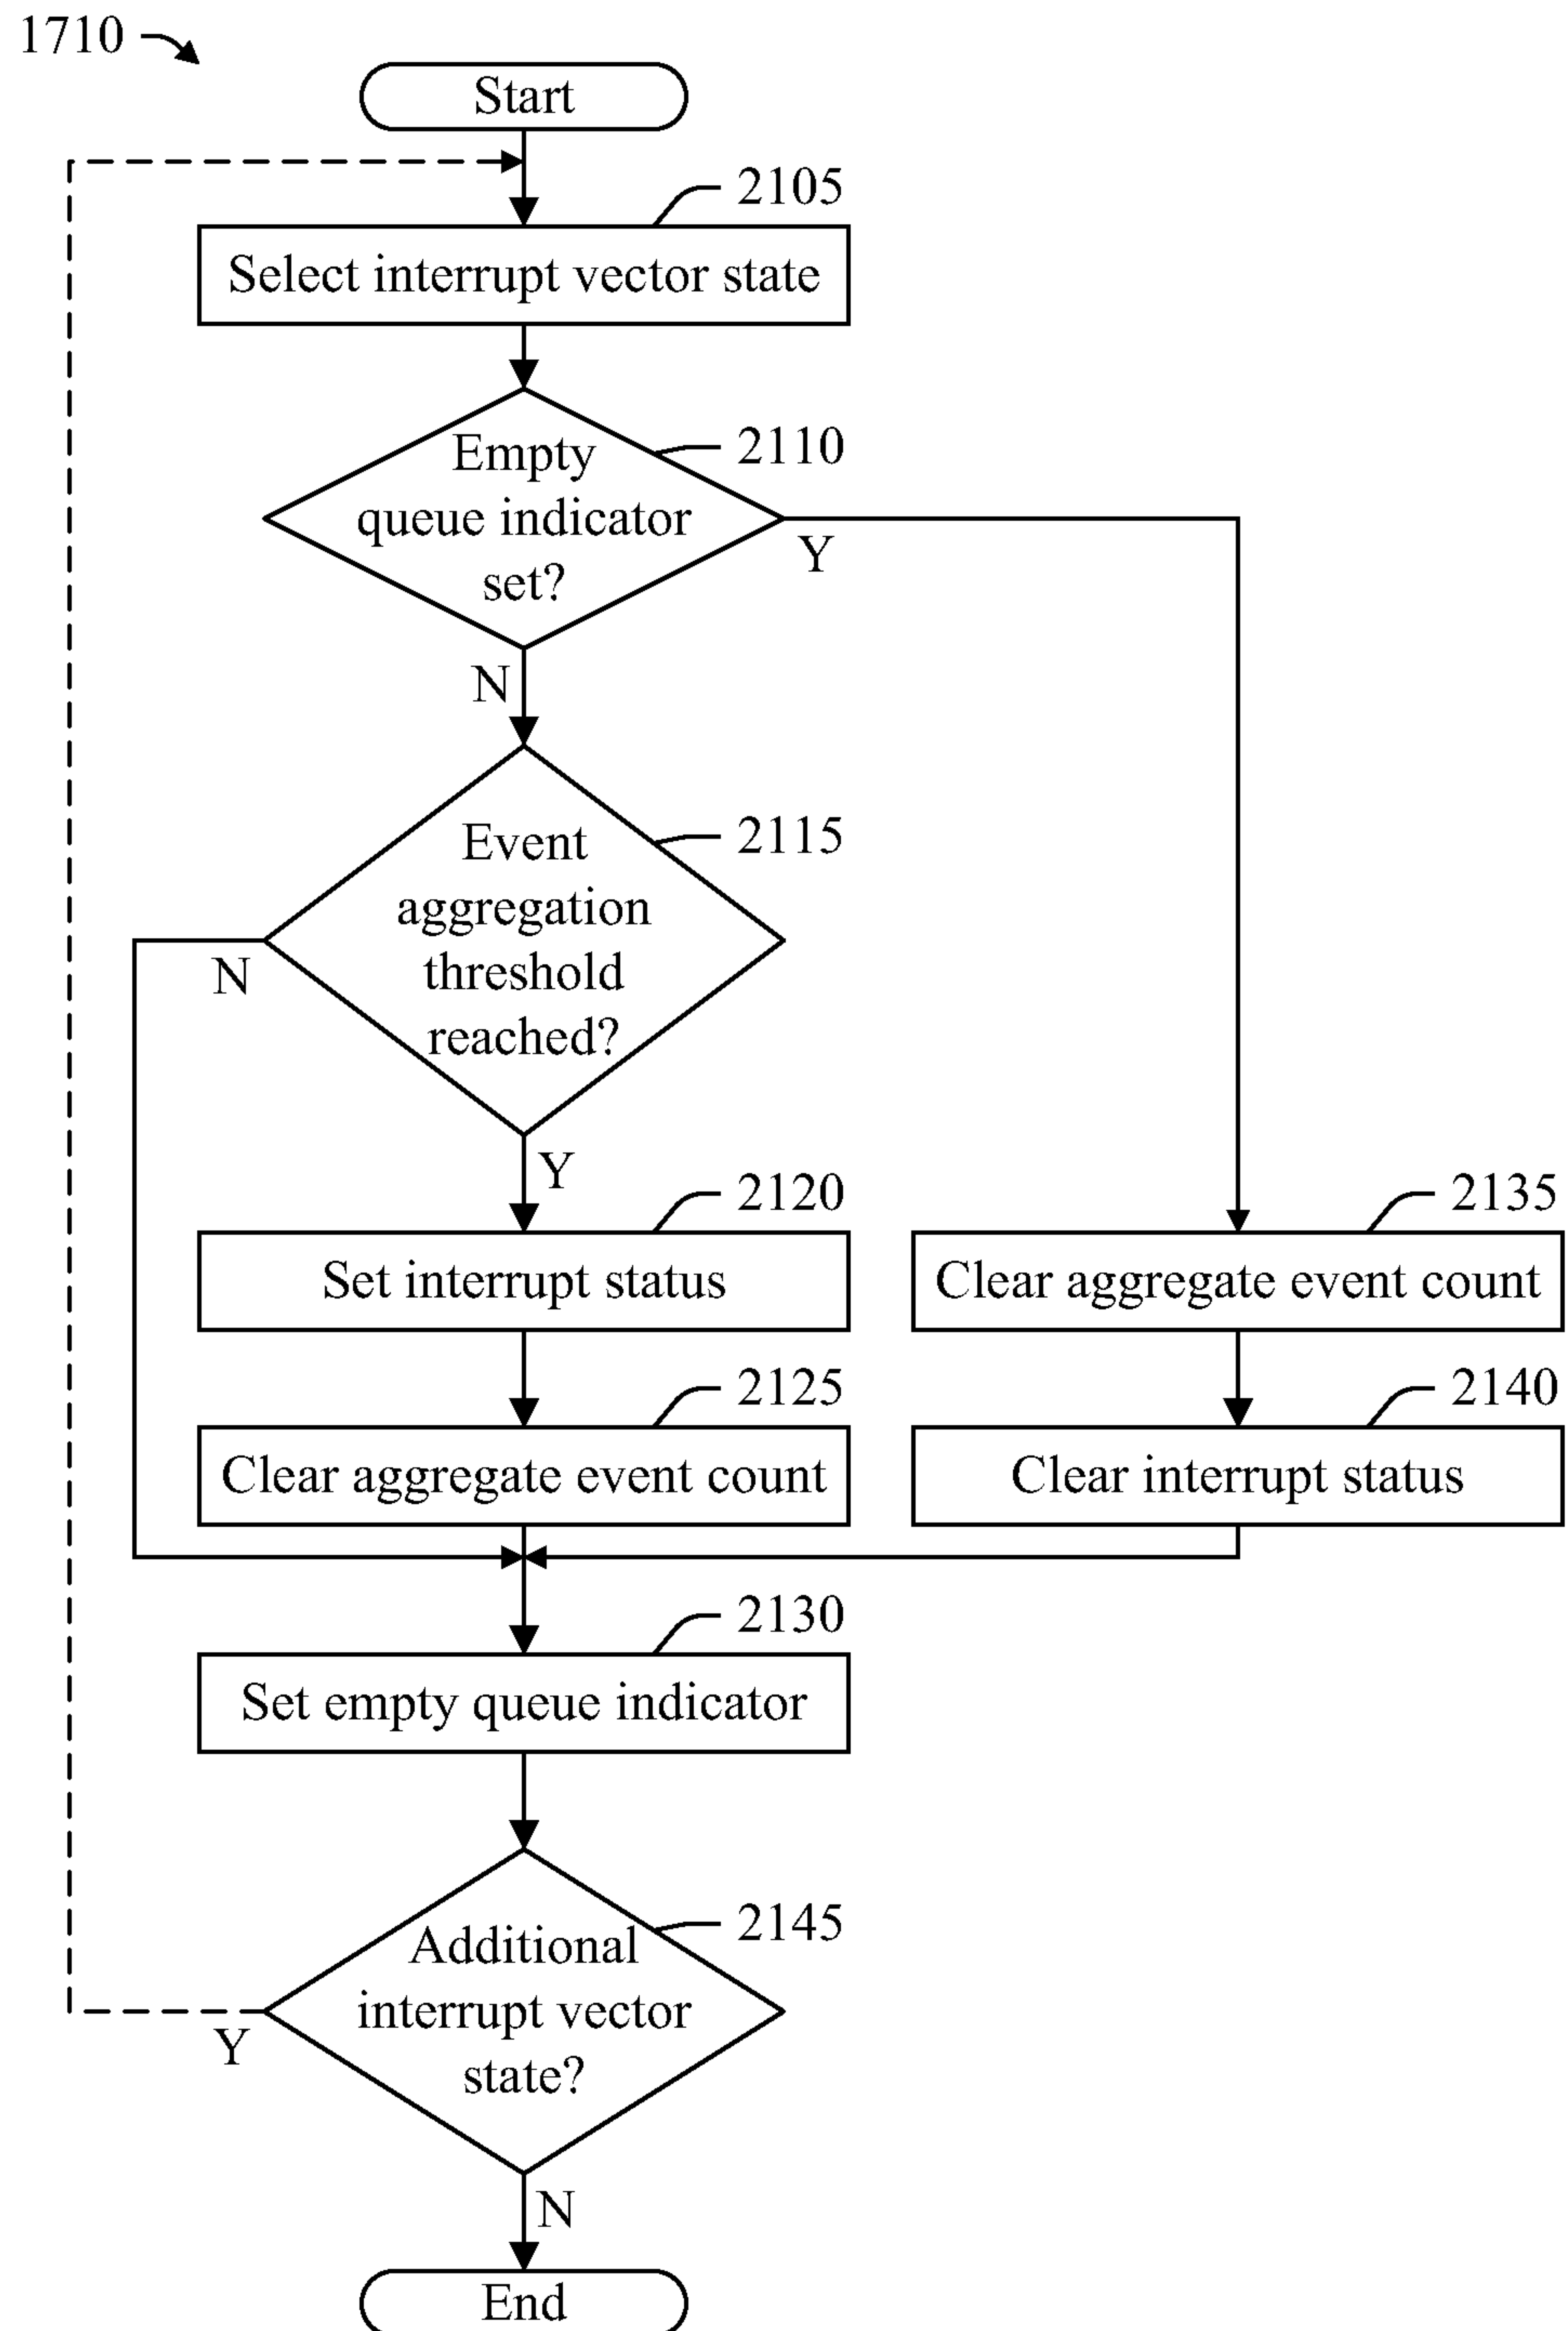 1710
Start
2105
Select interrupt vector state
2110
Empty
queue indicator
set?
Y
N
2115
Event
aggregation
threshold
reached?
N
Y
2120
Set interrupt status
2135
Clear aggregate event count
2125
Clear aggregate event count
2140
Clear interrupt status
2130
Set empty queue indicator
2145
Additional
interrupt vector
state?
Y
N
End